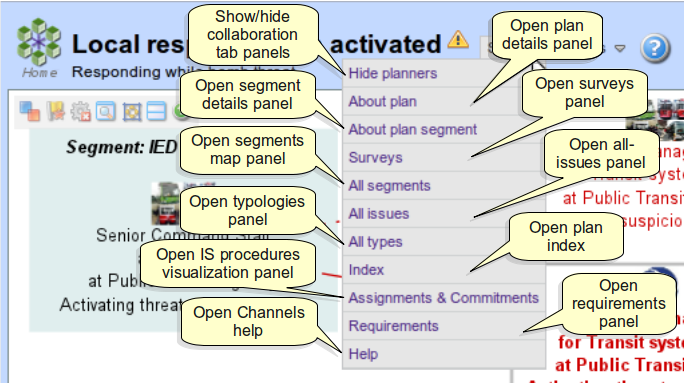 Show/hide
collaboration
tab panels
Open plan
details panel
Local res
activated
Home
Responding while bomb threat
Hide planners
Open segment
details panel
About plan
Open surveys
panel
About plan segment
Segment: IED
Open segments
map panel
Surveys
Open all-
issues panel
All segments
at Public Transit
suspicio
Open typologies
panel
All issues
Senior Command Staff
All types
Open plan
index
Open IS procedures
visualization panel
at Pub
Index
Activating threat
Assignments & Commitments
Open
requirements
panel
Open Channels
help
Requirements
for Transit syste
Help
at Public Transi